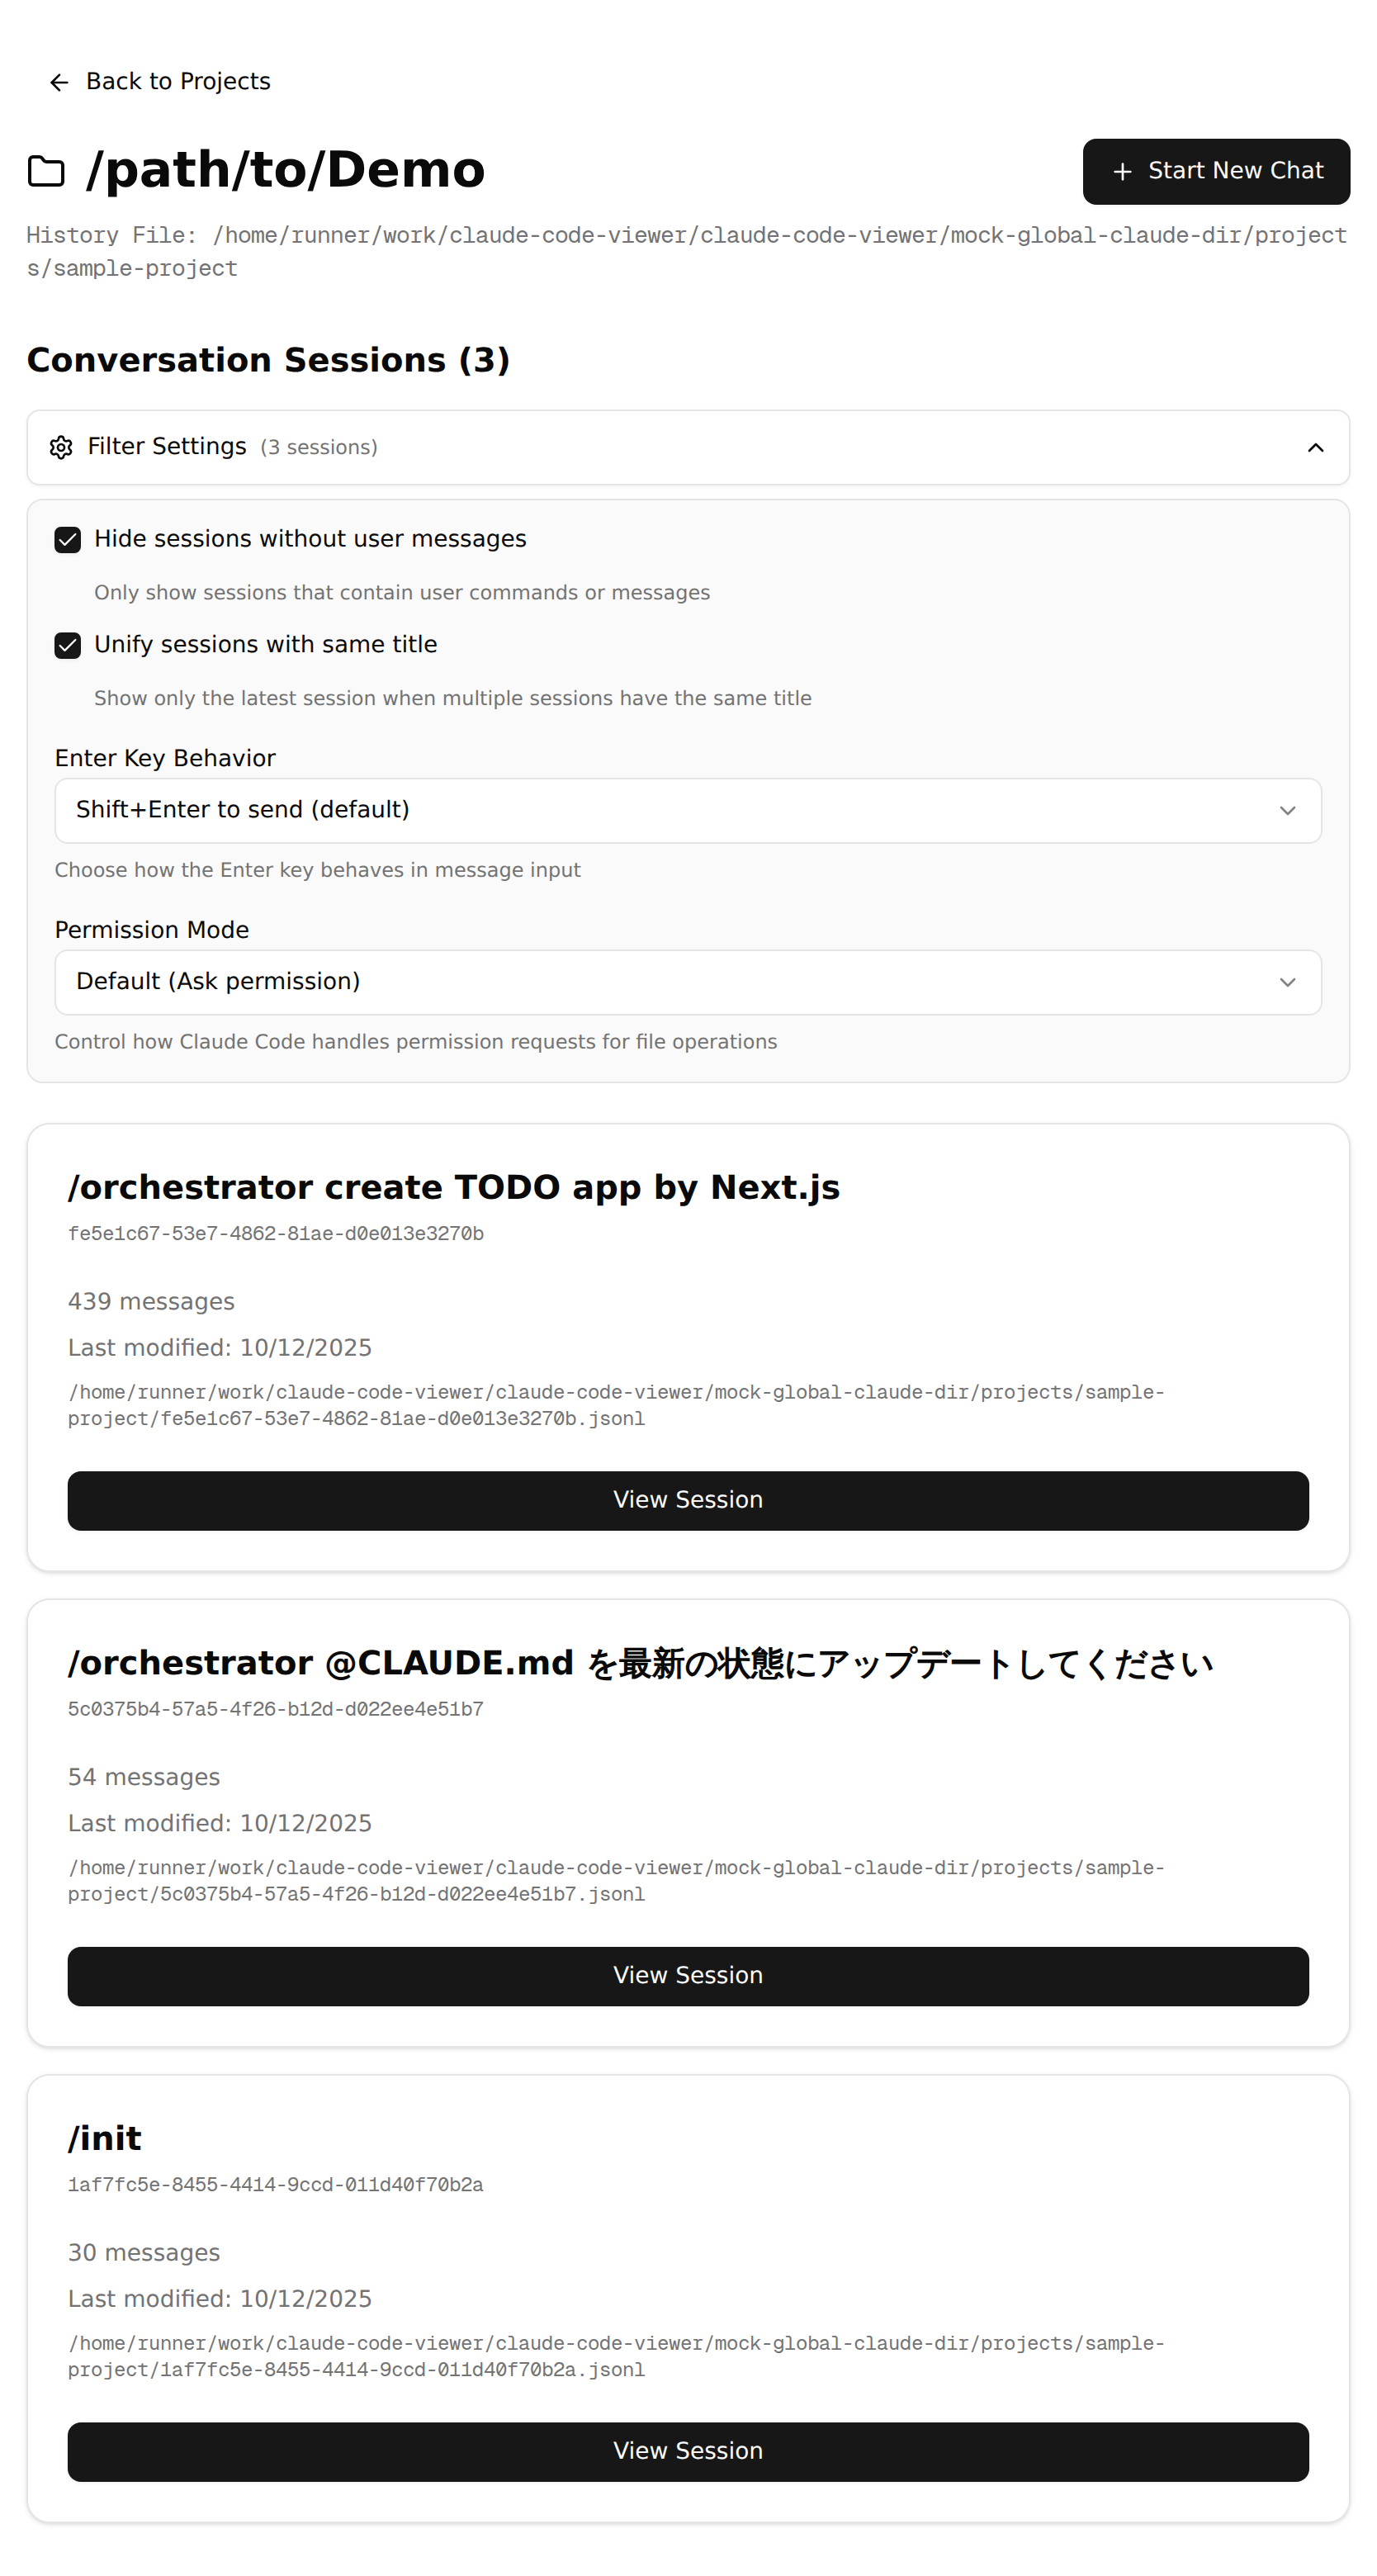 Back to Projects
/path/to/Demo
Start New Chat
History File: /home/runner/work/claude-code-viewer/claude-code-viewer/mock-global-claude-dir/project
s/sample-project
Conversation Sessions (3)
Filter Settings (3 sessions)
Hide sessions without user messages
Only show sessions that contain user commands or messages
Unify sessions with same title
Show only the latest session when multiple sessions have the same title
Enter Key Behavior
Shift+Enter to send (default)
Choose how the Enter key behaves in message input
Permission Mode
Default (Ask permission)
Control how Claude Code handles permission requests for file operations
/orchestrator create TODO app by Next.js
fe5e1c67-53e7-4862-81ae-d0e013e3270b
439 messages
Last modified: 10/12/2025
/home/runner/work/claude-code-viewer/claude-code-viewer/mock-global-claude-dir/projects/sample-
project/fe5e1c67-53e7-4862-81ae-d0e013e3270b.jsonl
View Session
/orchestrator @CLAUDE.md を最新の状態にアップデートしてください
5c0375b4-57a5-4f26-b12d-d022ee4e51b7
54 messages
Last modified: 10/12/2025
/home/runner/work/claude-code-viewer/claude-code-viewer/mock-global-claude-dir/projects/sample-
project/5c0375b4-57a5-4f26-b12d-d022ee4e51b7.jsonl
View Session
/init
1af7fc5e-8455-4414-9ccd-011d40f70b2a
30 messages
Last modified: 10/12/2025
/home/runner/work/claude-code-viewer/claude-code-viewer/mock-global-claude-dir/projects/sample-
project/1af7fc5e-8455-4414-9ccd-011d40f70b2a.jsonl
View Session